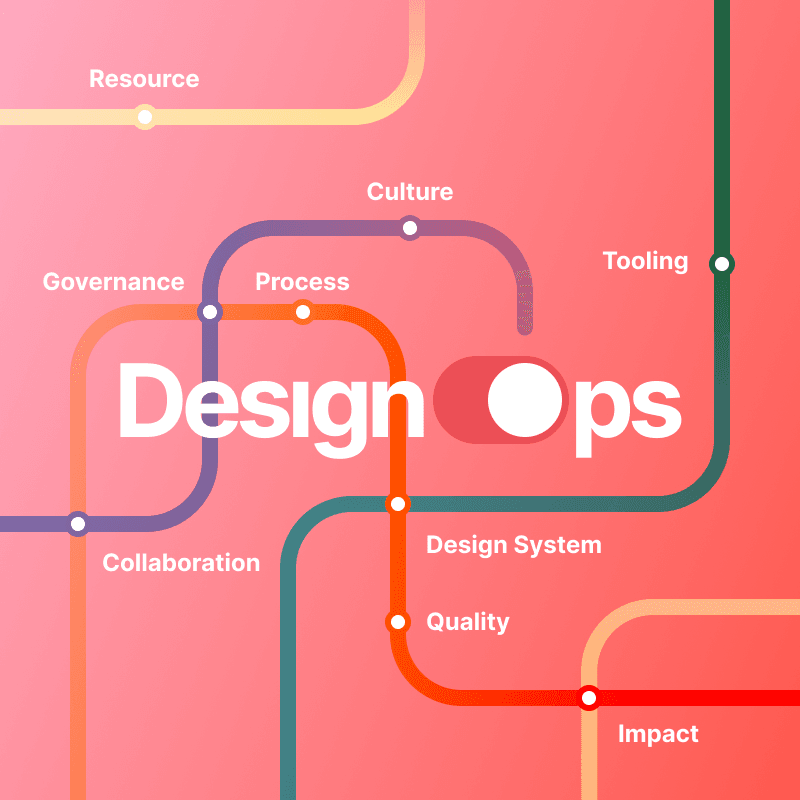 Resource
Culture
Tooling
Governance
Process
DesignOps
Design System
Collaboration
Quality
Impact